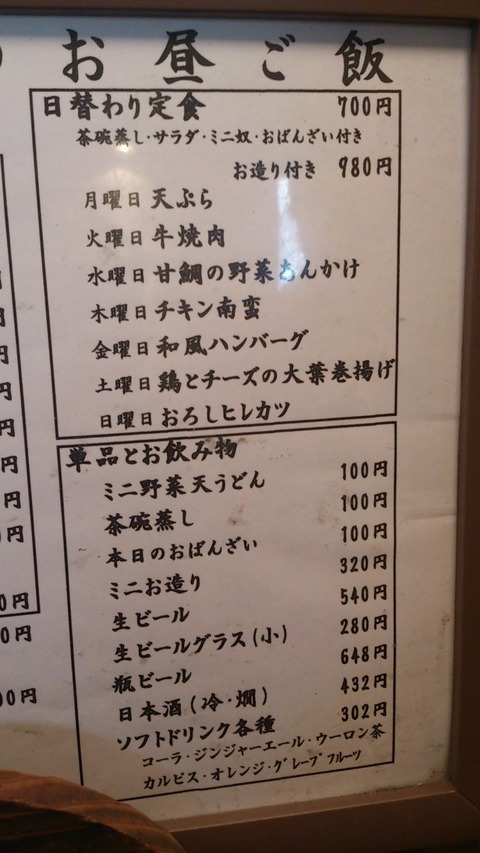 お昼ご飯
日替わり定食 700円
茶碗蒸し・サラダ・ミニ奴・おばんざい付き
お造り付き 980円
月曜日 天ぷら
火曜日 牛焼肉
水曜日 甘鯛の野菜あんかけ
木曜日 チキン南蛮
金曜日 和風ハンバーグ
土曜日 鶏とチーズの大葉巻揚げ
日曜日 おろしヒレカツ
単品とお飲み物
ミニ野菜天うどん 100円
茶碗蒸し 100円
本日のおばんざい 100円
ミニお造り 320円
生ビール 540円
生ビールグラス(小) 280円
瓶ビール 648円
日本酒(冷・燗) 432円
ソフトドリンク各種 302円
コーラ・ジンジャーエール・ウーロン茶
カルピス・オレンジ・グレープフルーツ